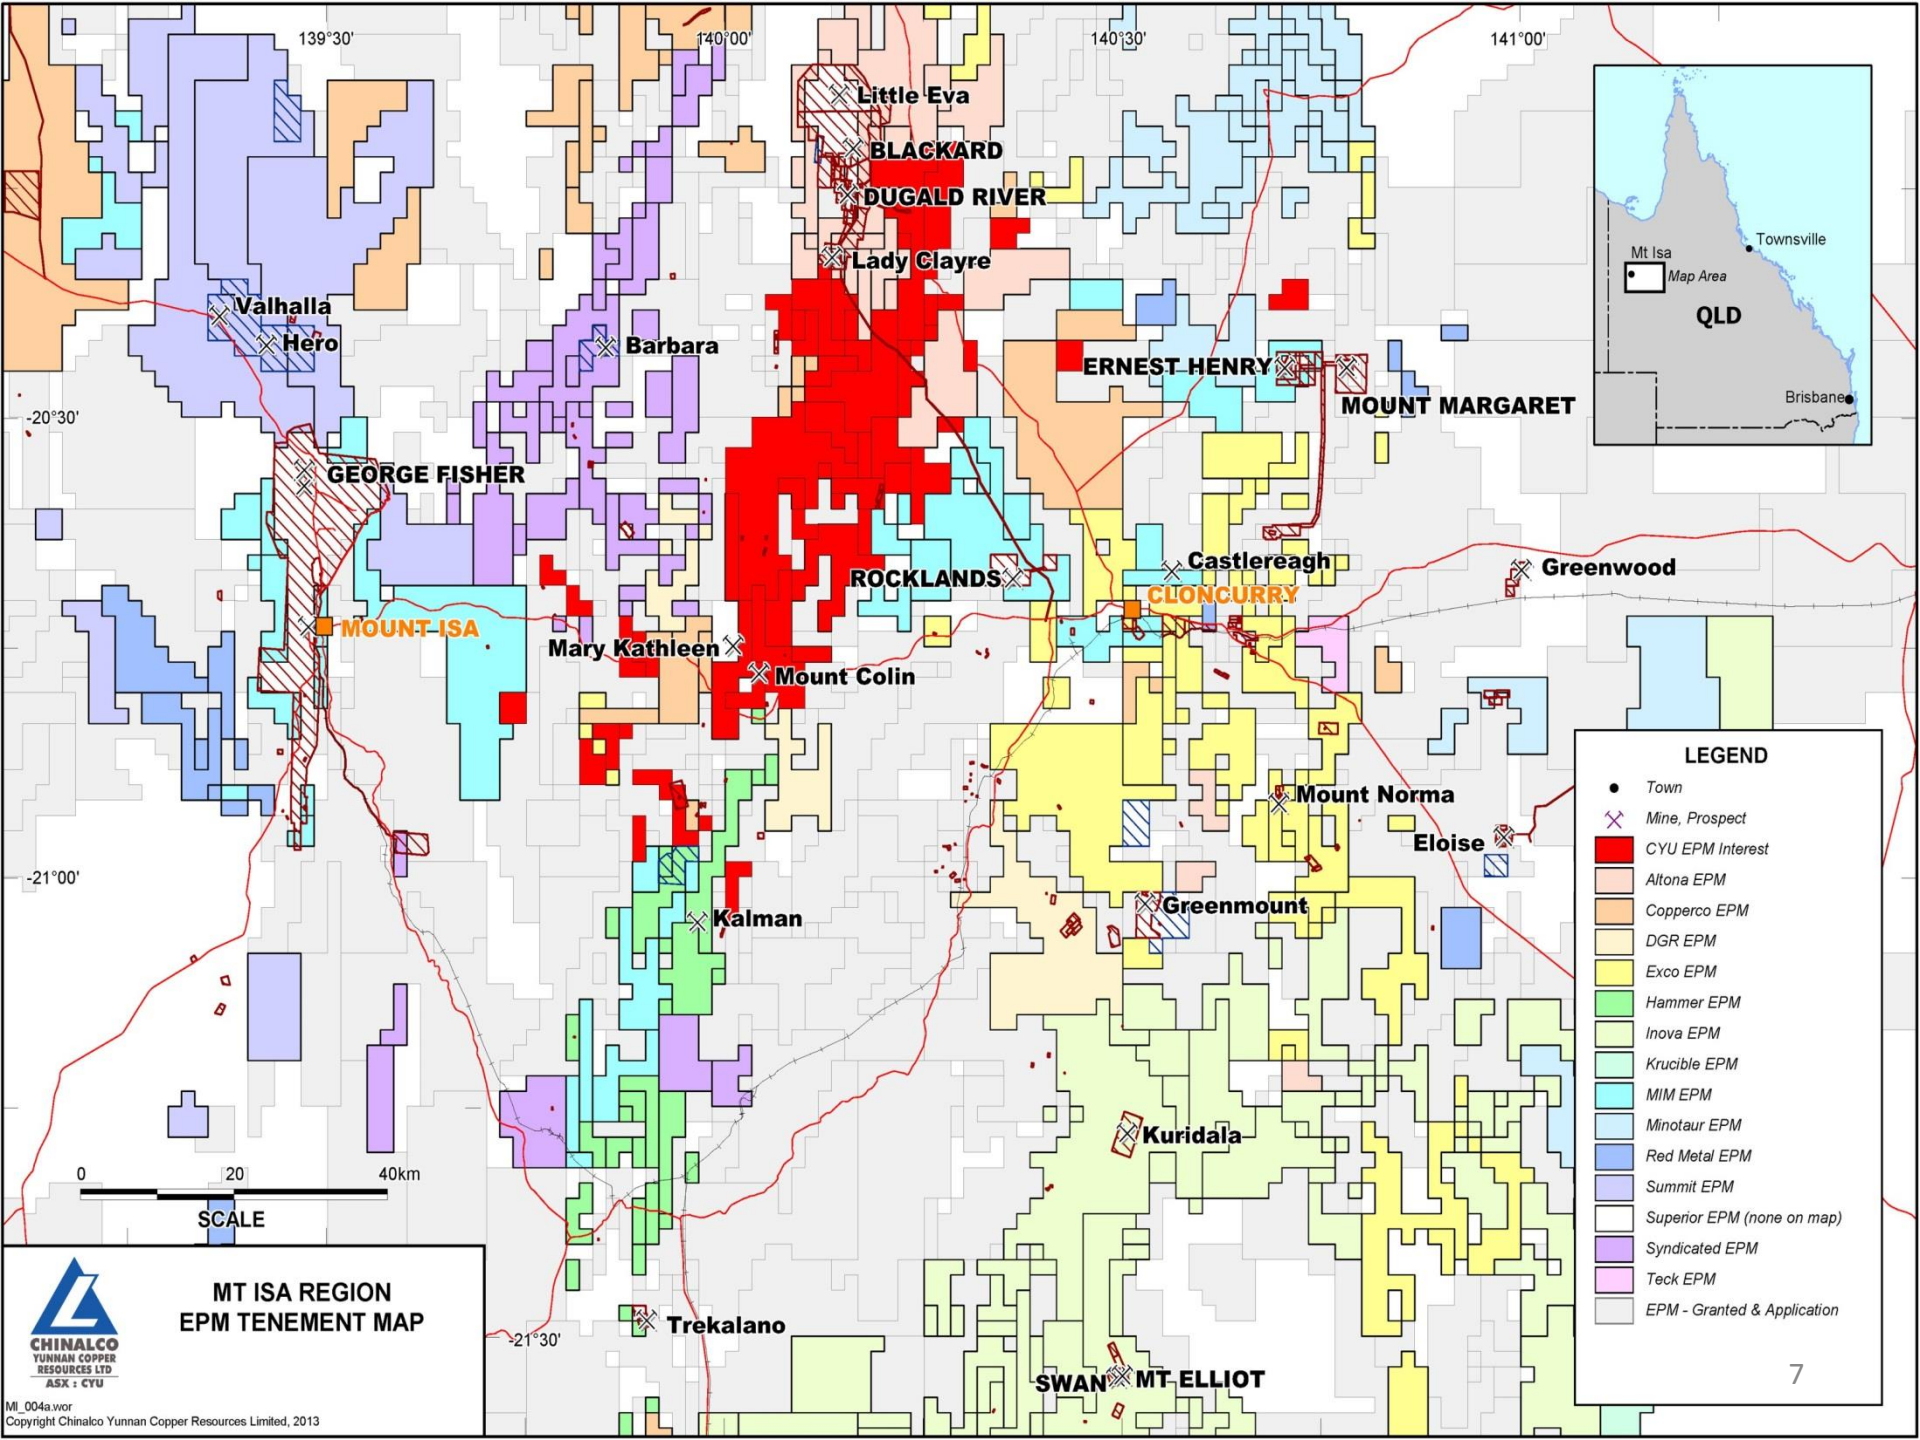 139°30'
140°00'
140°30'
141°00'
Little Eva
BLACKARD
DUGALD RIVER
Lady Clayre
Valhalla
Hero
Barbara
ERNEST HENRY
MOUNT MARGARET
-20°30'
GEORGE FISHER
ROCKLANDS
Castlereagh
CLONCURRY
Greenwood
MOUNT ISA
Mary Kathleen
Mount Colin
Mount Norma
Eloise
-21°00'
Kalman
Greenmount
Kuridala
Trekalano
-21°30'
SWAN
MT ELLIOT
Townsville
Mt Isa
Map Area
QLD
Brisbane
LEGEND
Town
Mine, Prospect
CYU EPM Interest
Altona EPM
Copperco EPM
DGR EPM
Exco EPM
Hammer EPM
Inova EPM
Krucible EPM
MIM EPM
Minotaur EPM
Red Metal EPM
Summit EPM
Superior EPM (none on map)
Syndicated EPM
Teck EPM
EPM - Granted & Application
7
0 20 40km
SCALE
MT ISA REGION
EPM TENEMENT MAP
CHINALCO
YUNNAN COPPER
RESOURCES LTD
ASX : CYU
MI_004a.wor
Copyright Chinalco Yunnan Copper Resources Limited, 2013